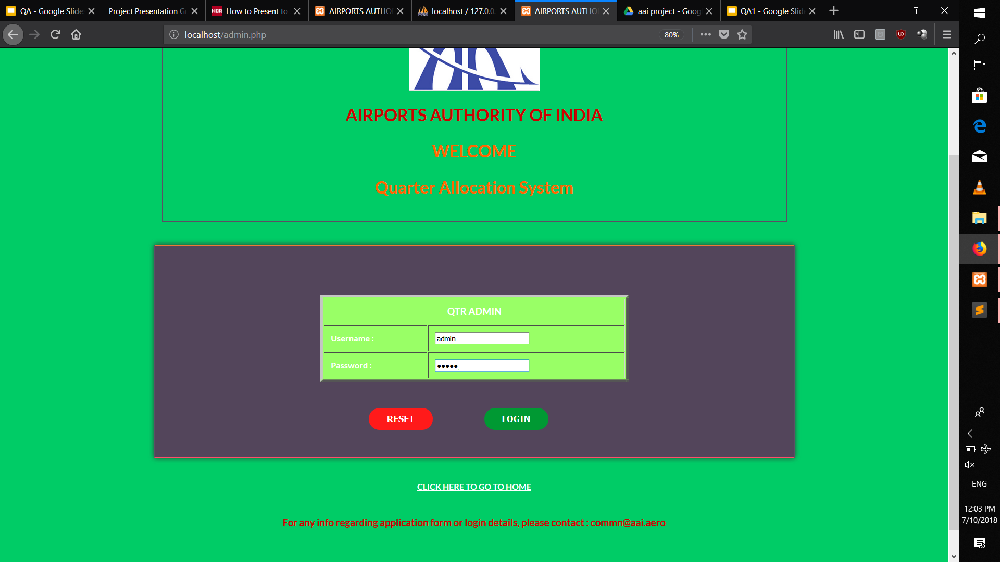 QA - Google Slide
Project Presentation Gu
HBR How to Present to
AIRPORTS AUTHO
localhost / 127.0.0.
AIRPORTS AUTHO
aai project - Goog
QA1 - Google Slid
localhost/admin.php
80%
AIRPORTS AUTHORITY OF INDIA
WELCOME
Quarter Allocation System
QTR ADMIN
Username : admin
Password : •••••
RESET LOGIN
CLICK HERE TO GO TO HOME
For any info regarding application form or login details, please contact : commn@aai.aero
ENG
12:03 PM
7/10/2018